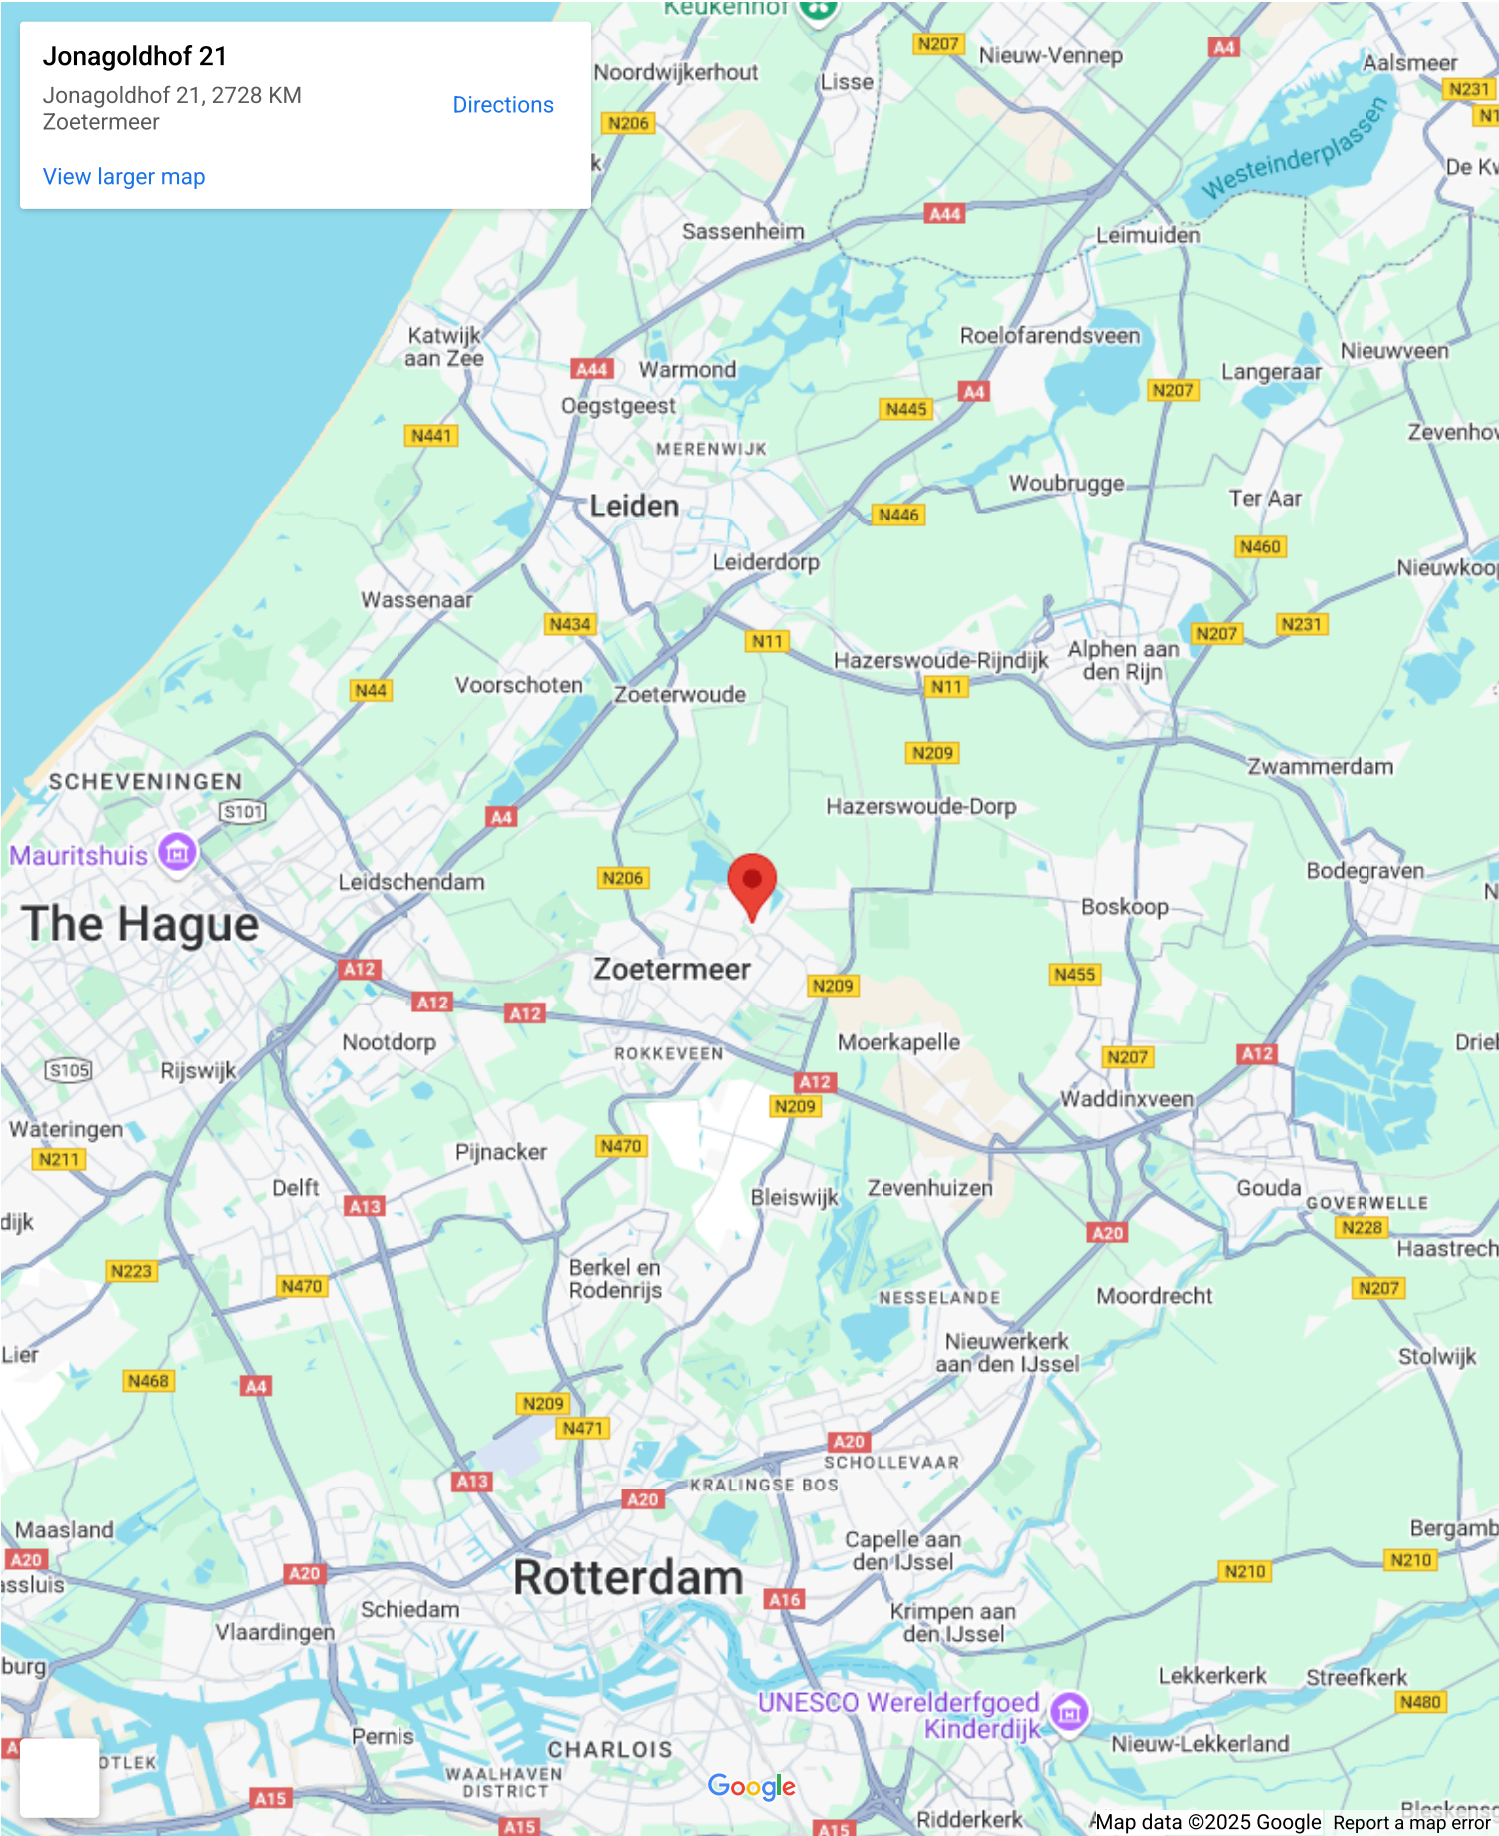 Jonagoldhof 21
Jonagoldhof 21, 2728 KM
Zoetermeer
Directions
View larger map
Keukenhof
N207
Nieuw-Vennep
A4
Aalsmeer
Noordwijkerhout
Lisse
N231
N206
Westeinderplassen
A44
Sassenheim
Leimuiden
Katwijk
aan Zee
Roelofarendsveen
Nieuwveen
A44
Warmond
Langeraar
A4
N207
Oegstgeest
N445
N441
MERENWIJK
Woubrugge
Leiden
Ter Aar
N446
N460
Leiderdorp
Wassenaar
N434
N231
N207
N11
Alphen aan
den Rijn
Hazerswoude-Rijndijk
Voorschoten
N44
Zoeterwoude
N11
N209
Zwammerdam
SCHEVENINGEN
S101
A4
Hazerswoude-Dorp
Mauritshuis
Leidschendam
N206
Bodegraven
Boskoop
The Hague
A12
Zoetermeer
N455
N209
A12
A12
Nootdorp
ROKKEVEEN
Moerkapelle
N207
A12
S105
Rijswijk
A12
N209
Waddinxveen
Wateringen
N211
Pijnacker
N470
Delft
Bleiswijk
Zevenhuizen
Gouda
GOVERWELLE
A13
dijk
A20
N228
N223
Berkel en
Rodenrijs
N470
NESSELANDE
Moordrecht
N207
Lier
Nieuwerkerk
aan den IJssel
Stolwijk
N468
A4
N209
N471
A20
SCHOLLEVAAR
A13
KRALINGSE BOS
A20
Maasland
Capelle aan
den IJssel
A20
N210
N210
A20
Rotterdam
A16
Schiedam
Krimpen aan
den IJssel
Vlaardingen
burg
Lekkerkerk
Streefkerk
UNESCO Werelderfgoed
Kinderdijk
N480
Pernis
CHARLOIS
Nieuw-Lekkerland
WAALHAVEN
DISTRICT
Google
A15
A15
A15
Ridderkerk
Map data ©2025 Google
Report a map error